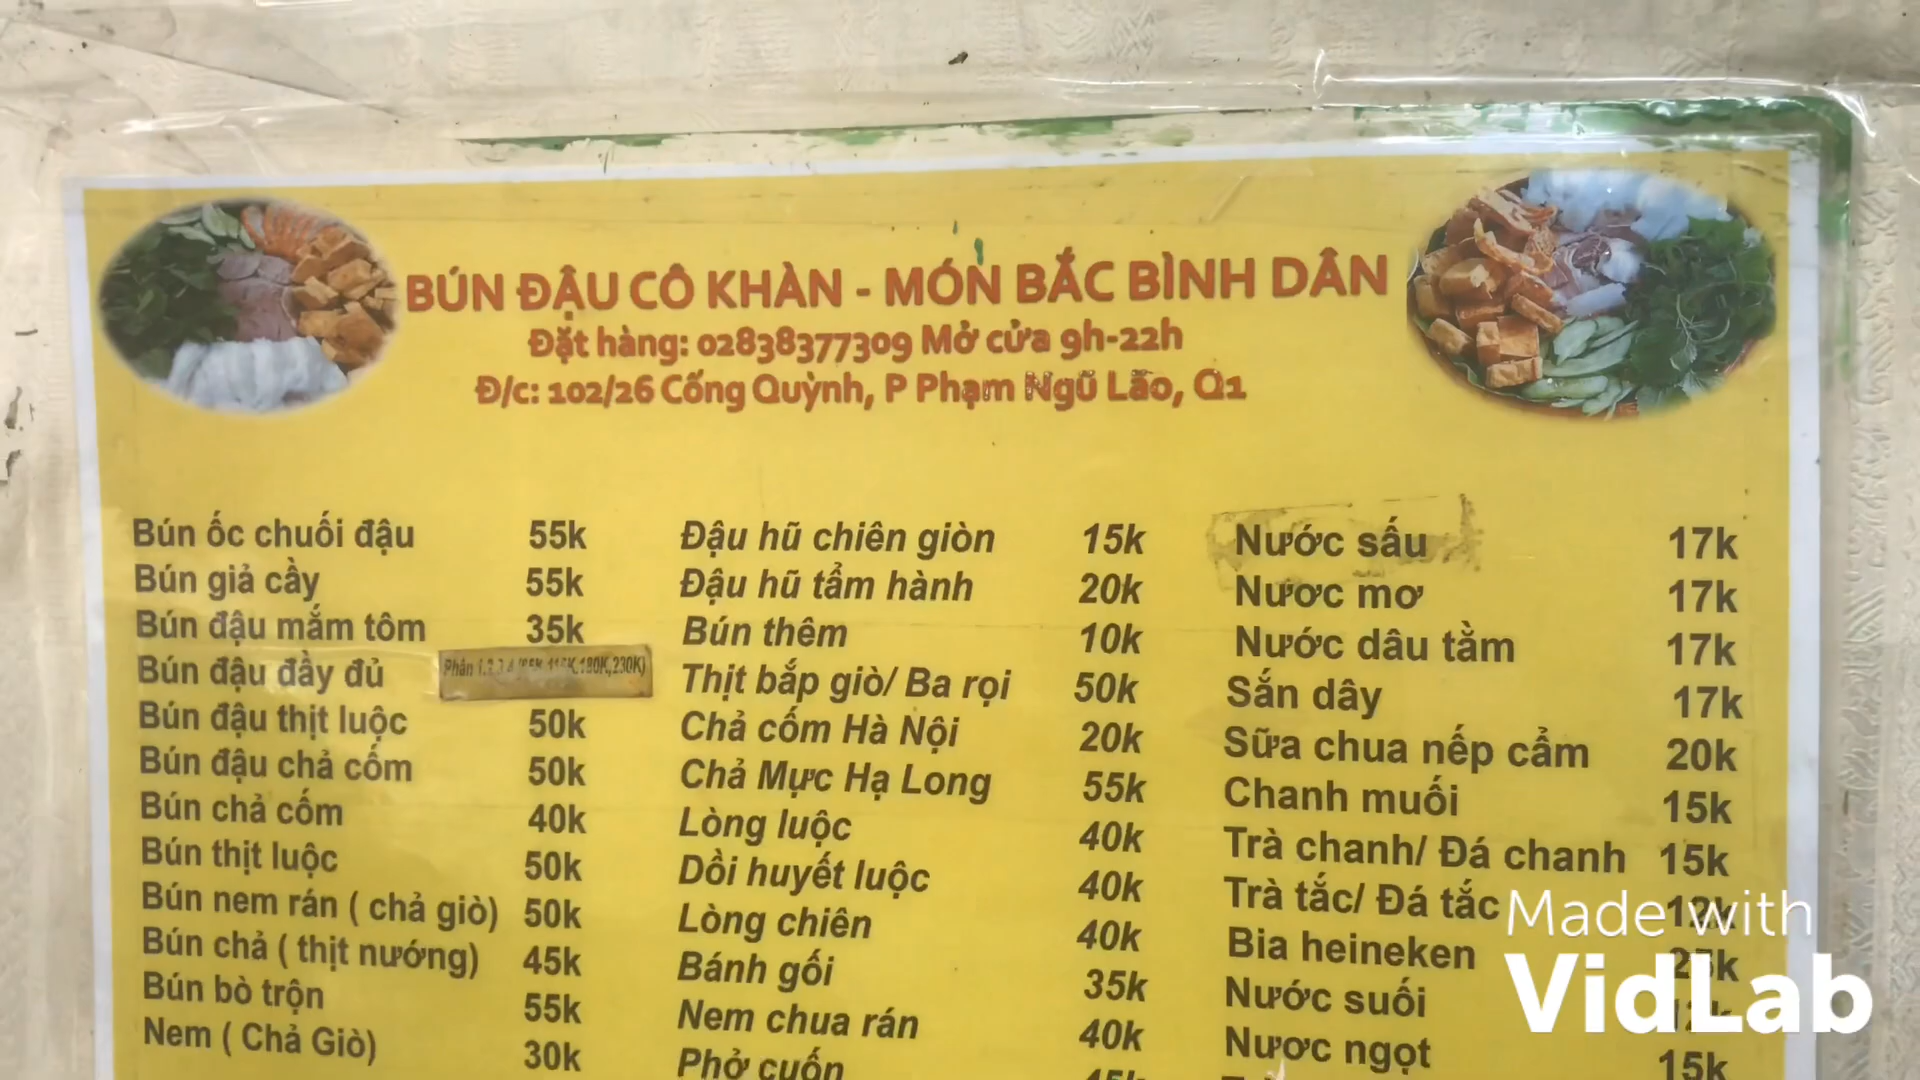 BÚN ĐẬU CÔ KHÀN - MÓN BẮC BÌNH DÂN
Đặt hàng: 02838377309 Mở cửa 9h-22h
Đ/c: 102/26 Cống Quỳnh, P Phạm Ngũ Lão, Q1
Bún ốc chuối đậu 55k
Bún giả cầy 55k
Bún đậu mắm tôm 35k
Bún đậu đầy đủ Phần 180K,230K)
Bún đậu thịt luộc 50k
Bún đậu chả cốm 50k
Bún chả cốm 40k
Bún thịt luộc 50k
Bún nem rán ( chả giò) 50k
Bún chả ( thịt nướng) 45k
Bún bò trộn 55k
Nem ( Chả Giò) 30k
Đậu hũ chiên giòn 15k
Đậu hũ tẩm hành 20k
Bún thêm 10k
Thịt bắp giò/ Ba rọi 50k
Chả cốm Hà Nội 20k
Chả Mực Hạ Long 55k
Lòng luộc 40k
Dồi huyết luộc 40k
Lòng chiên 40k
Bánh gối 35k
Nem chua rán 40k
Phở cuốn
Nước sấu 17k
Nươc mơ 17k
Nước dâu tằm 17k
Sắn dây 17k
Sữa chua nếp cẩm 20k
Chanh muối 15k
Trà chanh/ Đá chanh 15k
Trà tắc/ Đá tắc
Bia heineken
Nước suối
Nươc ngọt 15k
Made with
VidLab